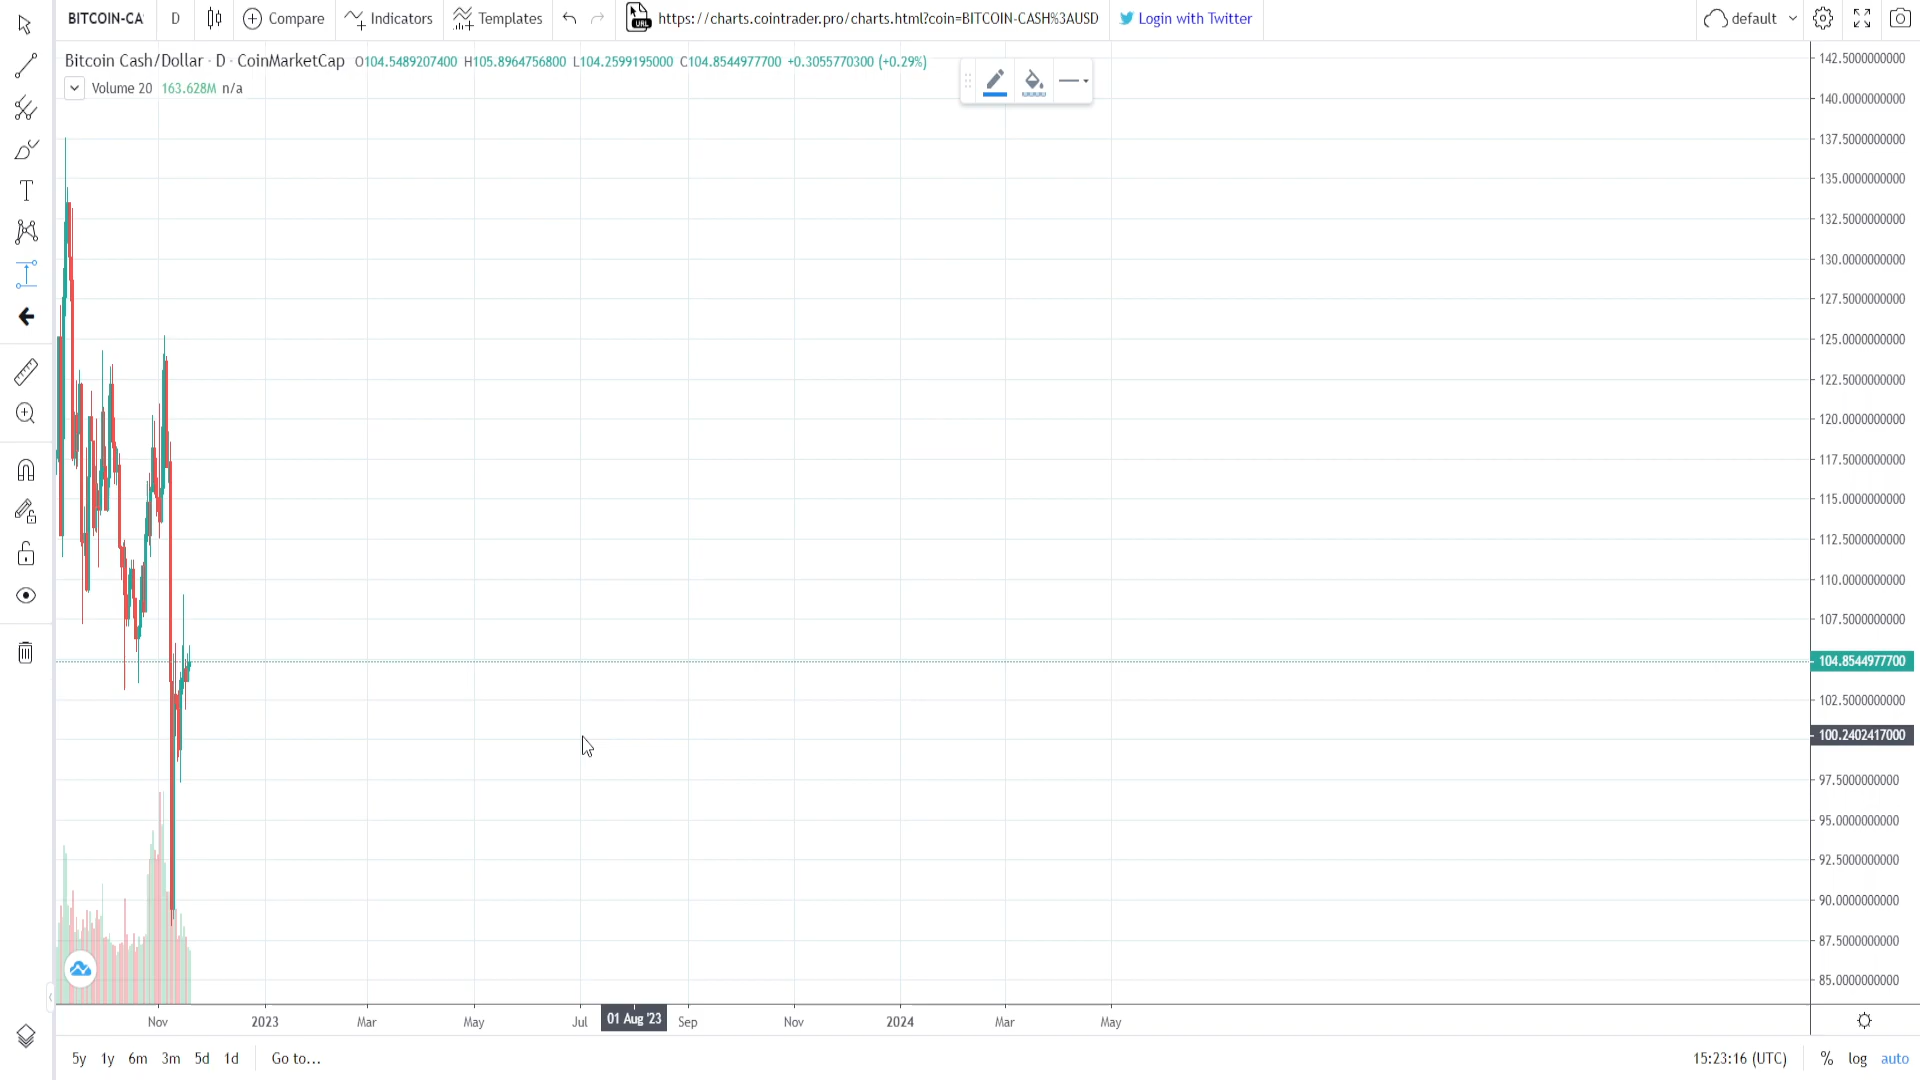 BITCOIN-CA
D
Compare
Indicators
Templates
URL
https://charts.cointrader.pro/charts.html?coin=BITCOIN-CASH%3AUSD
Login with Twitter
default
Bitcoin Cash/Dollar · D · CoinMarketCap O104.5489207400 H105.8964756800 L104.2599195000 C104.8544977700 +0.3055770300 (+0.29%)
Volume 20 163.628M n/a
142.5000000000
140.0000000000
137.5000000000
135.0000000000
132.5000000000
130.0000000000
127.5000000000
125.0000000000
122.5000000000
120.0000000000
117.5000000000
115.0000000000
112.5000000000
110.0000000000
107.5000000000
104.8544977700
102.5000000000
100.2402417000
97.5000000000
95.0000000000
92.5000000000
90.0000000000
87.5000000000
85.0000000000
Nov 2023 Mar May Jul 01 Aug '23 Sep Nov 2024 Mar May
5y 1y 6m 3m 5d 1d Go to...
15:23:16 (UTC) % log auto